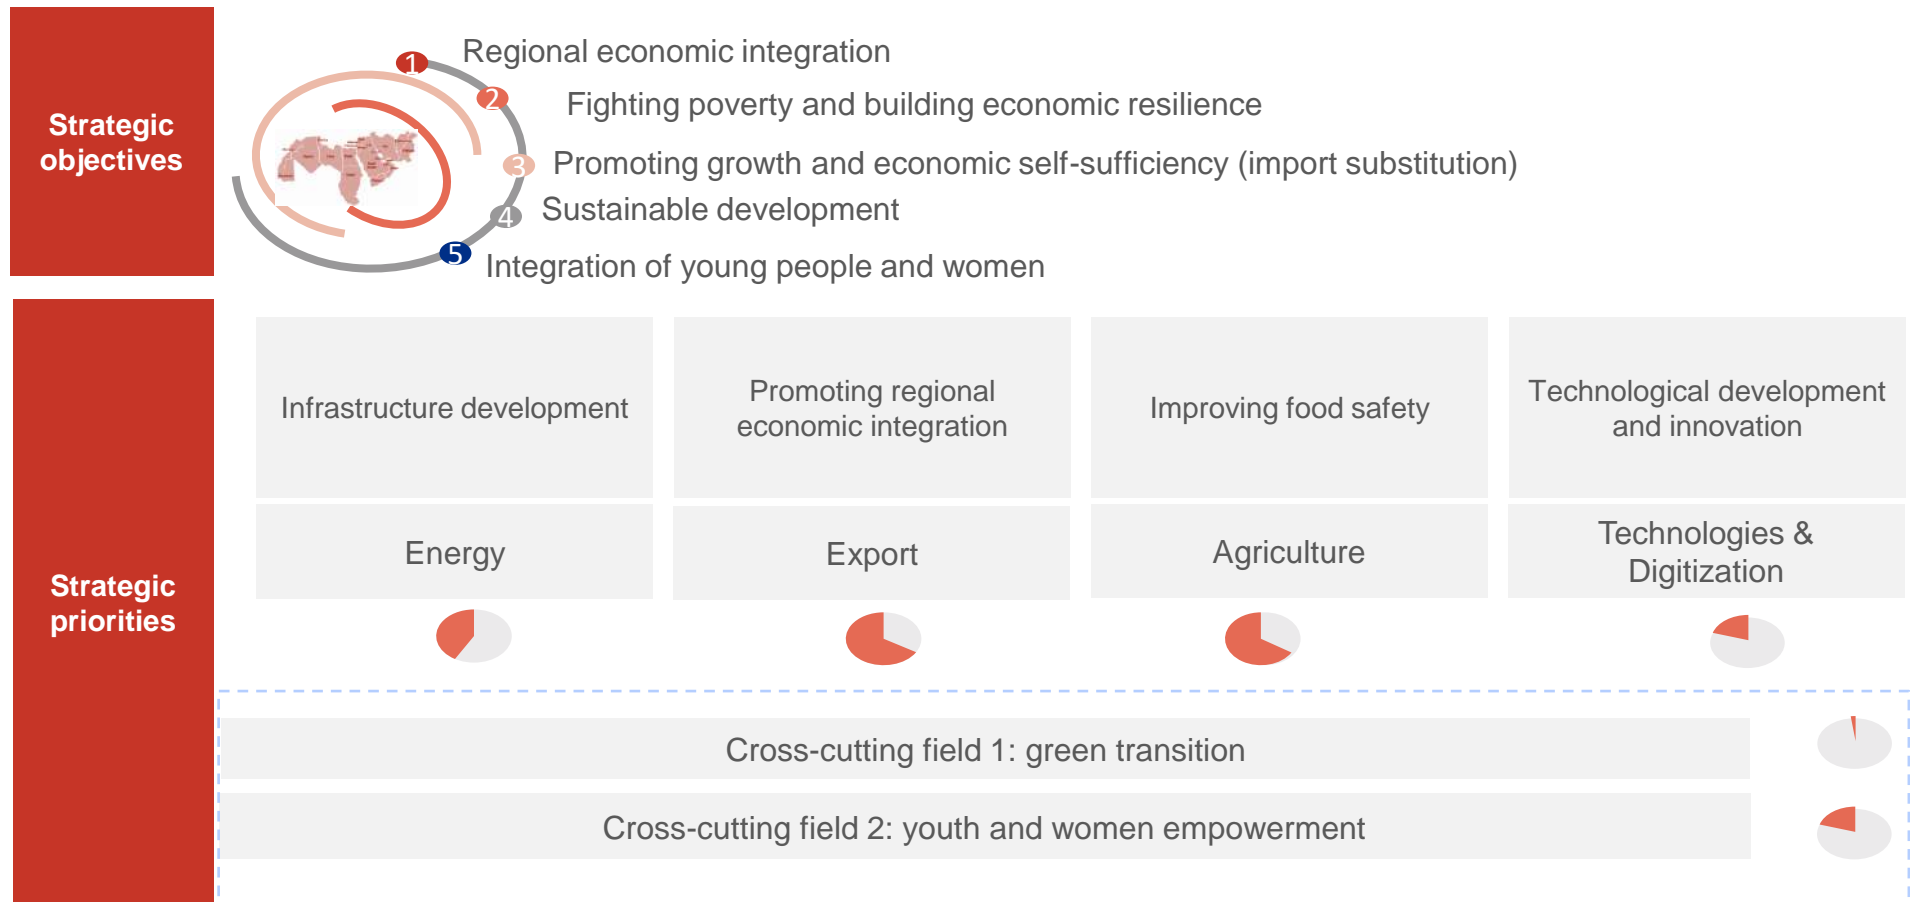 Strategic
objectives
1
Regional economic integration
2
Fighting poverty and building economic resilience
3
Promoting growth and economic self-sufficiency (import substitution)
4
Sustainable development
5
Integration of young people and women
Strategic
priorities
Infrastructure development
Promoting regional
economic integration
Improving food safety
Technological development
and innovation
Energy
Export
Agriculture
Technologies &
Digitization
Cross-cutting field 1: green transition
Cross-cutting field 2: youth and women empowerment